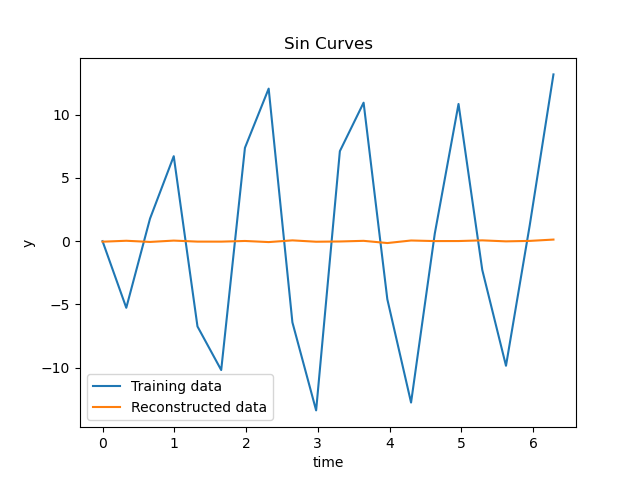 Sin Curves
y
10
5
0
−5
−10
Training data
Reconstructed data
0 1 2 3 4 5 6
time